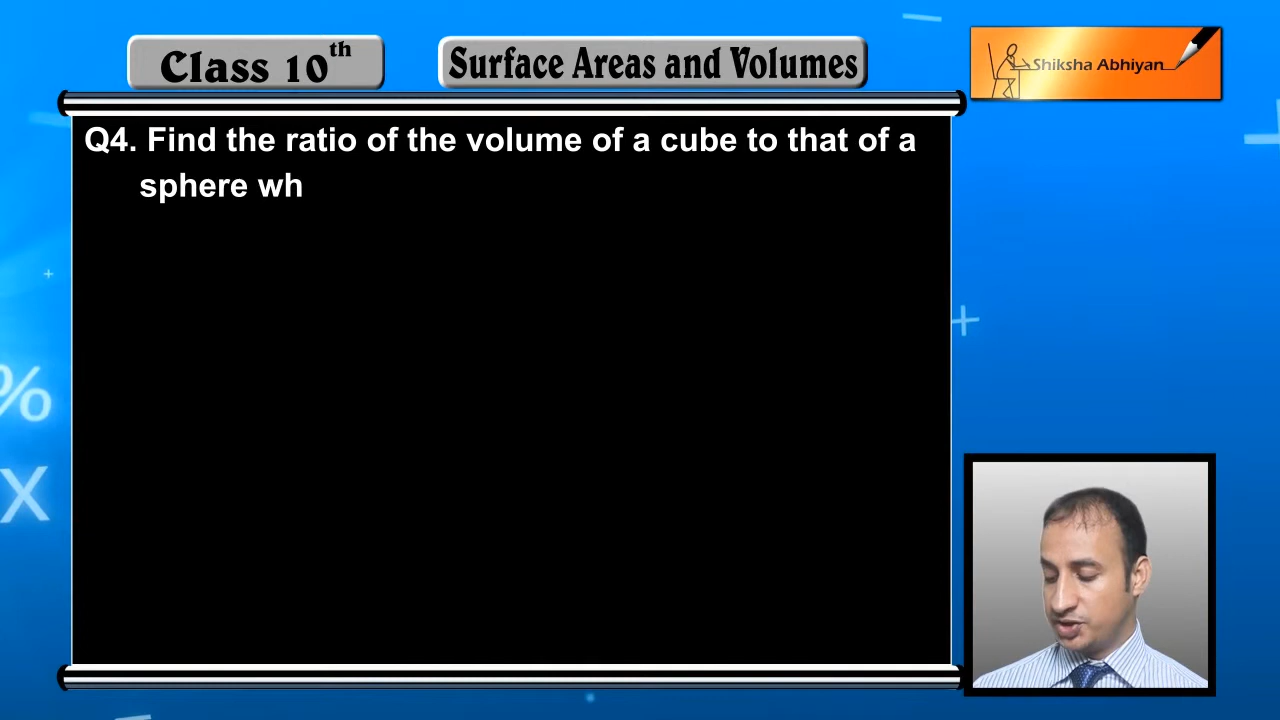 Class 10th
Surface Areas and Volumes
Shiksha Abhiyan
Q4. Find the ratio of the volume of a cube to that of a
sphere wh
%
X